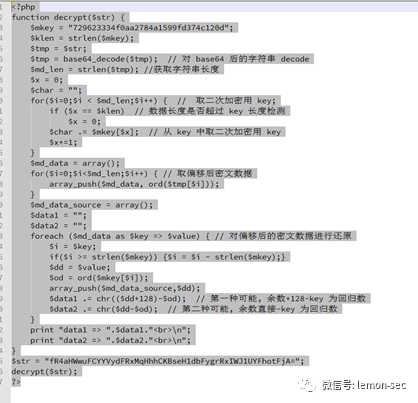 <?php
function decrypt($str) {
$mkey = "729623334f0aa2784a1599fd374c120d";
$klen = strlen($mkey);
$tmp = $str;
$tmp = base64_decode($tmp); // 对 base64 后的字符串 decode
$md_len = strlen($tmp); //获取字符串长度
$x = 0;
$char = "";
for($i=0;$i < $md_len;$i++) { // 取二次加密用 key;
if ($x == $klen) // 数据长度是否超过 key 长度检测
$x = 0;
$char .= $mkey[$x]; // 从 key 中取二次加密用 key
$x+=1;
}
$md_data = array();
for($i=0;$i<$md_len;$i++) { // 取偏移后密文数据
array_push($md_data, ord($tmp[$i]));
}
$md_data_source = array();
$data1 = "";
$data2 = "";
foreach ($md_data as $key => $value) { // 对偏移后的密文数据进行还原
$i = $key;
if($i >= strlen($mkey)) {$i = $i - strlen($mkey);}
$dd = $value;
$od = ord($mkey[$i]);
array_push($md_data_source,$dd);
$data1 .= chr(($dd+128)-$od); // 第一种可能, 余数+128-key 为回归数
$data2 .= chr($dd-$od); // 第二种可能, 余数直接-key 为回归数
}
print "data1 => ".$data1."<br>\n";
print "data2 => ".$data2."<br>\n";
}
$str = "fR4aHWwuFCYYVydFRxMqHhhCKBseH1dbFygrRxIWJ1UYFhotFjA=";
decrypt($str);
?>
微信号: lemon-sec